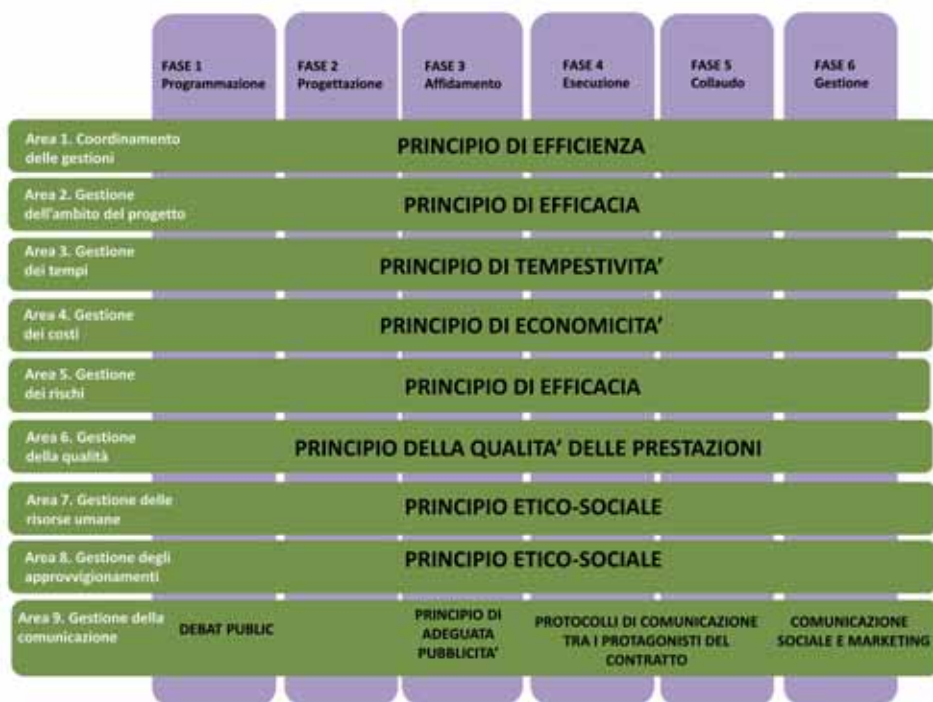 FASE 1
Programmazione
FASE 2
Progettazione
FASE 3
Affidamento
FASE 4
Esecuzione
FASE 5
Collaudo
FASE 6
Gestione
Area 1. Coordinamento
delle gestioni
PRINCIPIO DI EFFICIENZA
Area 2. Gestione
dell'ambito del progetto
PRINCIPIO DI EFFICACIA
Area 3. Gestione
dei tempi
PRINCIPIO DI TEMPESTIVITA'
Area 4. Gestione
dei costi
PRINCIPIO DI ECONOMICITA'
Area 5. Gestione
dei rischi
PRINCIPIO DI EFFICACIA
Area 6. Gestione
della qualità
PRINCIPIO DELLA QUALITA' DELLE PRESTAZIONI
Area 7. Gestione delle
risorse umane
PRINCIPIO ETICO-SOCIALE
Area 8. Gestione degli
approvvigionamenti
PRINCIPIO ETICO-SOCIALE
Area 9. Gestione della
comunicazione
DEBAT PUBLIC
PRINCIPIO DI
ADEGUATA
PUBBLICITA'
PROTOCOLLI DI COMUNICAZIONE
TRA I PROTAGONISTI DEL
CONTRATTO
COMUNICAZIONE
SOCIALE E MARKETING